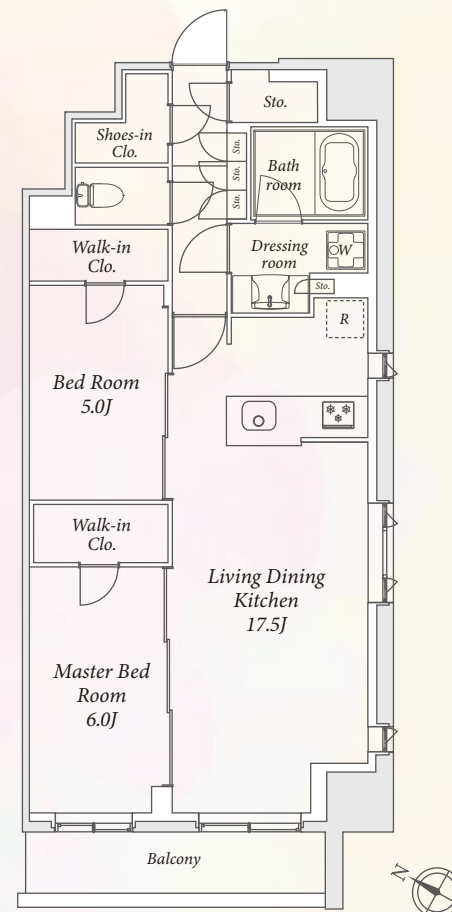 Sto.
Shoes-in
Clo.
Sto.
Sto.
Sto.
Bath
room
Walk-in
Clo.
Dressing
room
W
Sto.
R
Bed Room
5.0J
Walk-in
Clo.
Living Dining
Kitchen
17.5J
Master Bed
Room
6.0J
Balcony
N